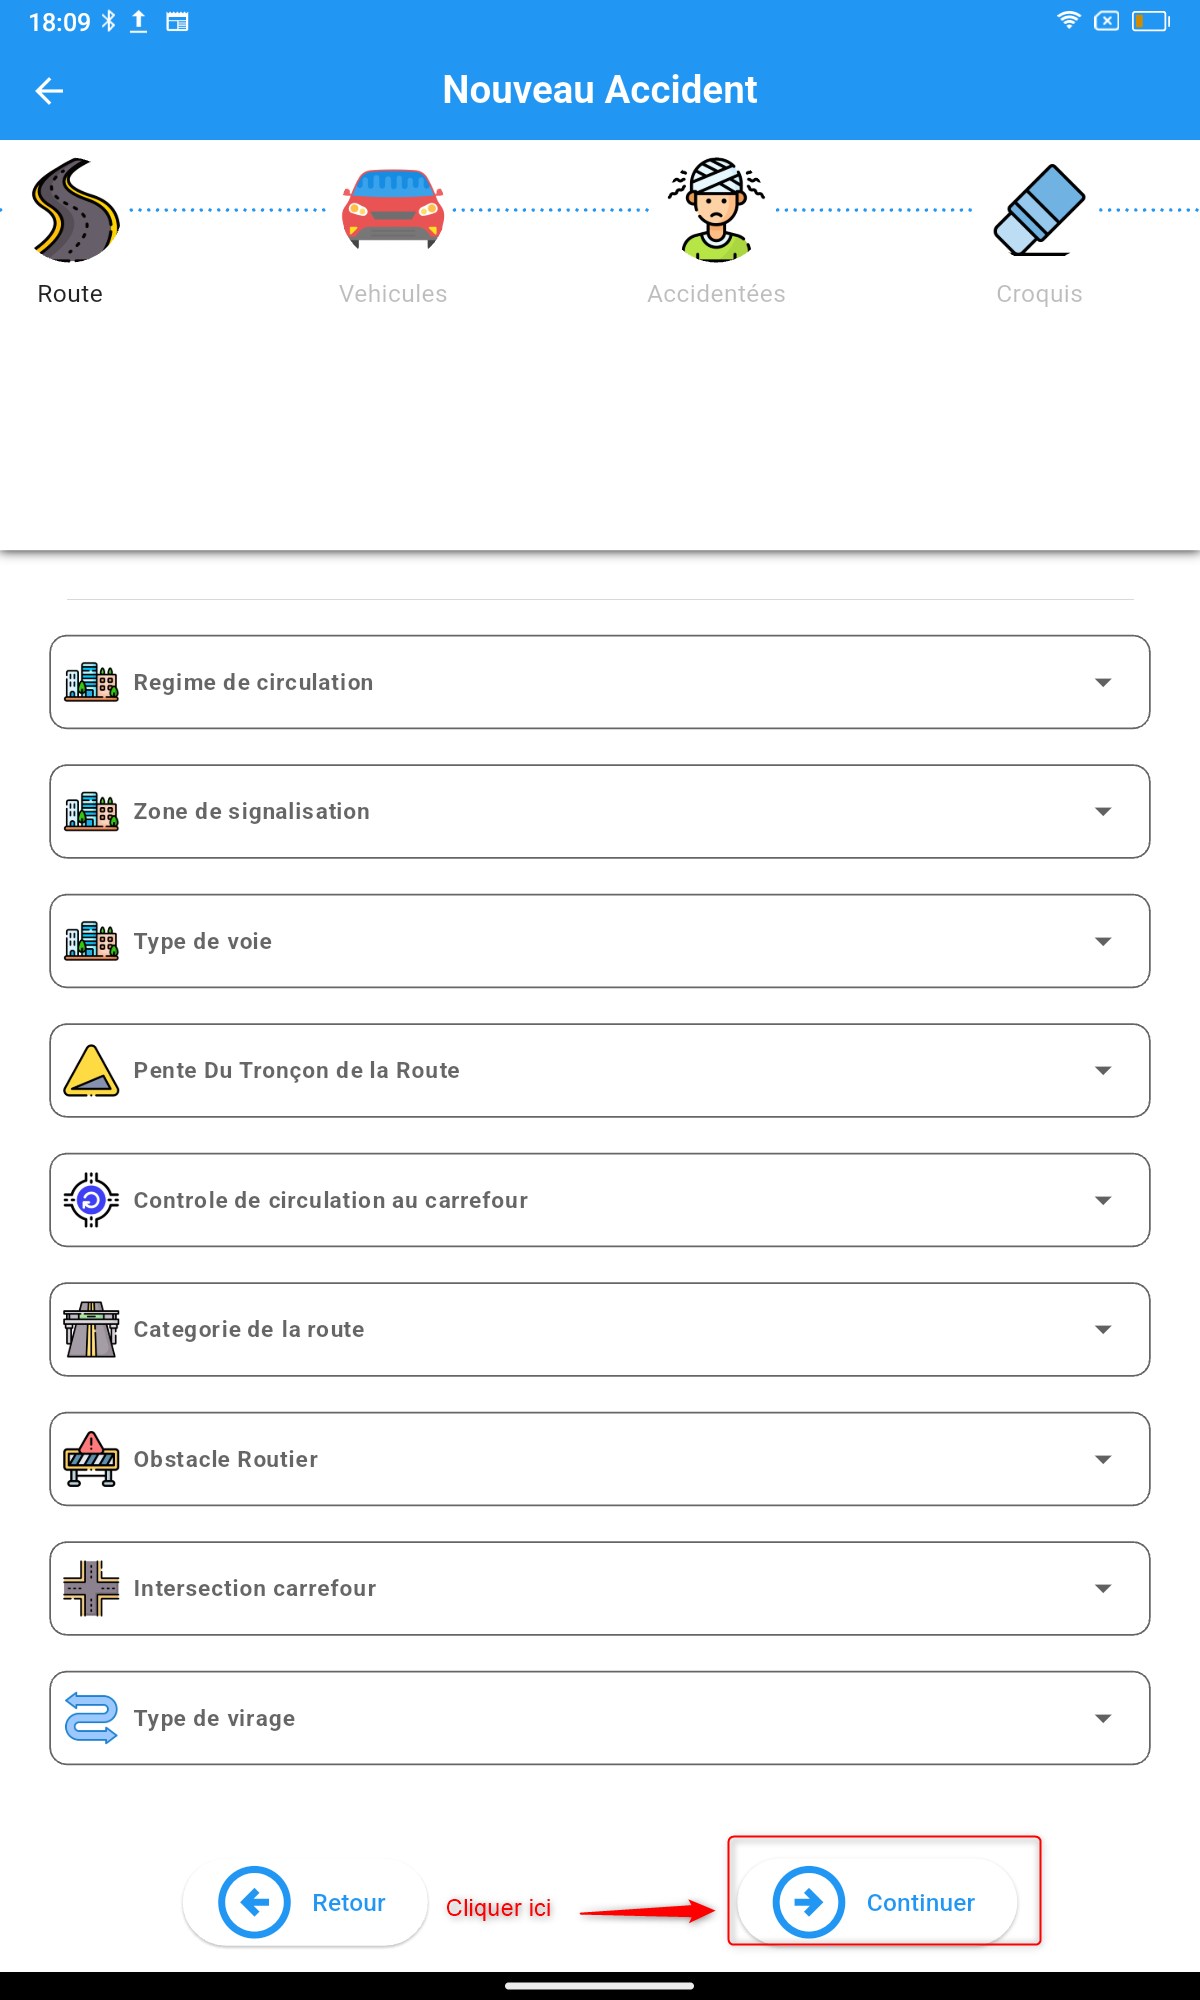 18:09
Nouveau Accident
Route
Vehicules
Accidentées
Croquis
Regime de circulation
Zone de signalisation
Type de voie
Pente Du Tronçon de la Route
Controle de circulation au carrefour
Categorie de la route
Obstacle Routier
Intersection carrefour
Type de virage
Retour
Cliquer ici
Continuer